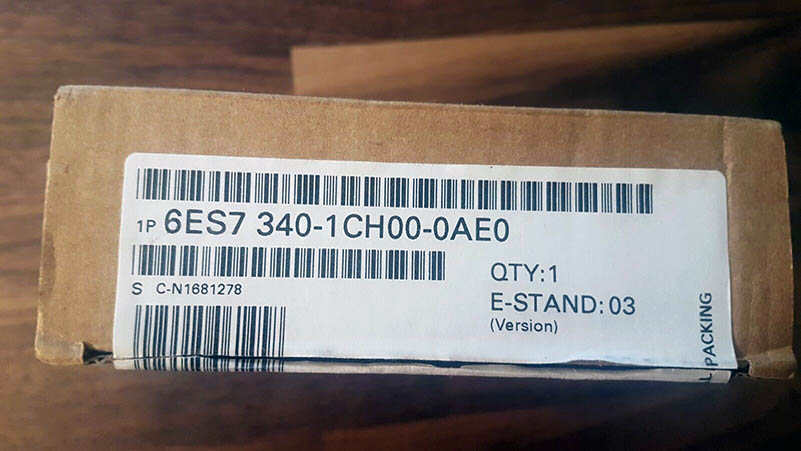 1P 6ES7 340-1CH00-0AE0
S C-N1681278
QTY:1
E-STAND: 03
(Version)
PACKING